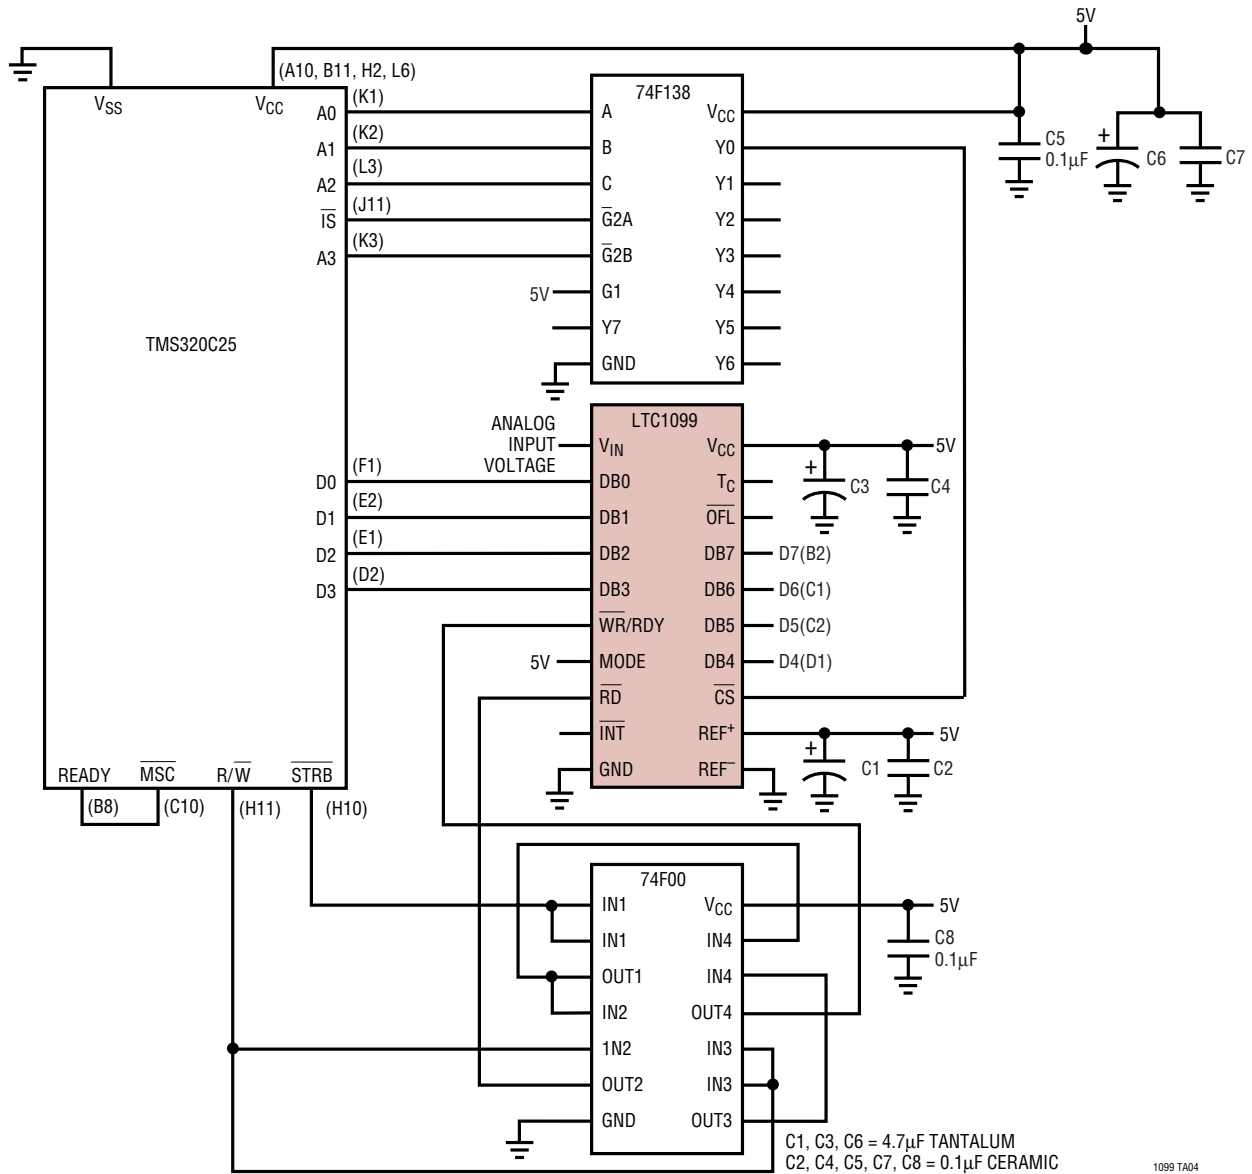 5V
(A10, B11, H2, L6)
VSS
VCC
A0
(K1)
A1
(K2)
A2
(L3)
IS
(J11)
A3
(K3)
TMS320C25
D0
(F1)
D1
(E2)
D2
(E1)
D3
(D2)
READY
MSC
R/W
STRB
(B8)
(C10)
(H11)
(H10)
74F138
A
VCC
B
Y0
C
Y1
G2A
Y2
G2B
Y3
5V
G1
Y4
Y7
Y5
GND
Y6
C5
0.1µF
+
C6
C7
LTC1099
ANALOG
INPUT
VOLTAGE
VIN
VCC
5V
DB0
TC
+
C3
C4
DB1
OFL
DB2
DB7
D7(B2)
DB3
DB6
D6(C1)
WR/RDY
DB5
D5(C2)
5V
MODE
DB4
D4(D1)
RD
CS
INT
REF+
5V
GND
REF–
+
C1
C2
74F00
IN1
VCC
5V
IN1
IN4
C8
0.1µF
OUT1
IN4
IN2
OUT4
1N2
IN3
OUT2
IN3
GND
OUT3
C1, C3, C6 = 4.7µF TANTALUM
C2, C4, C5, C7, C8 = 0.1µF CERAMIC
1099 TA04